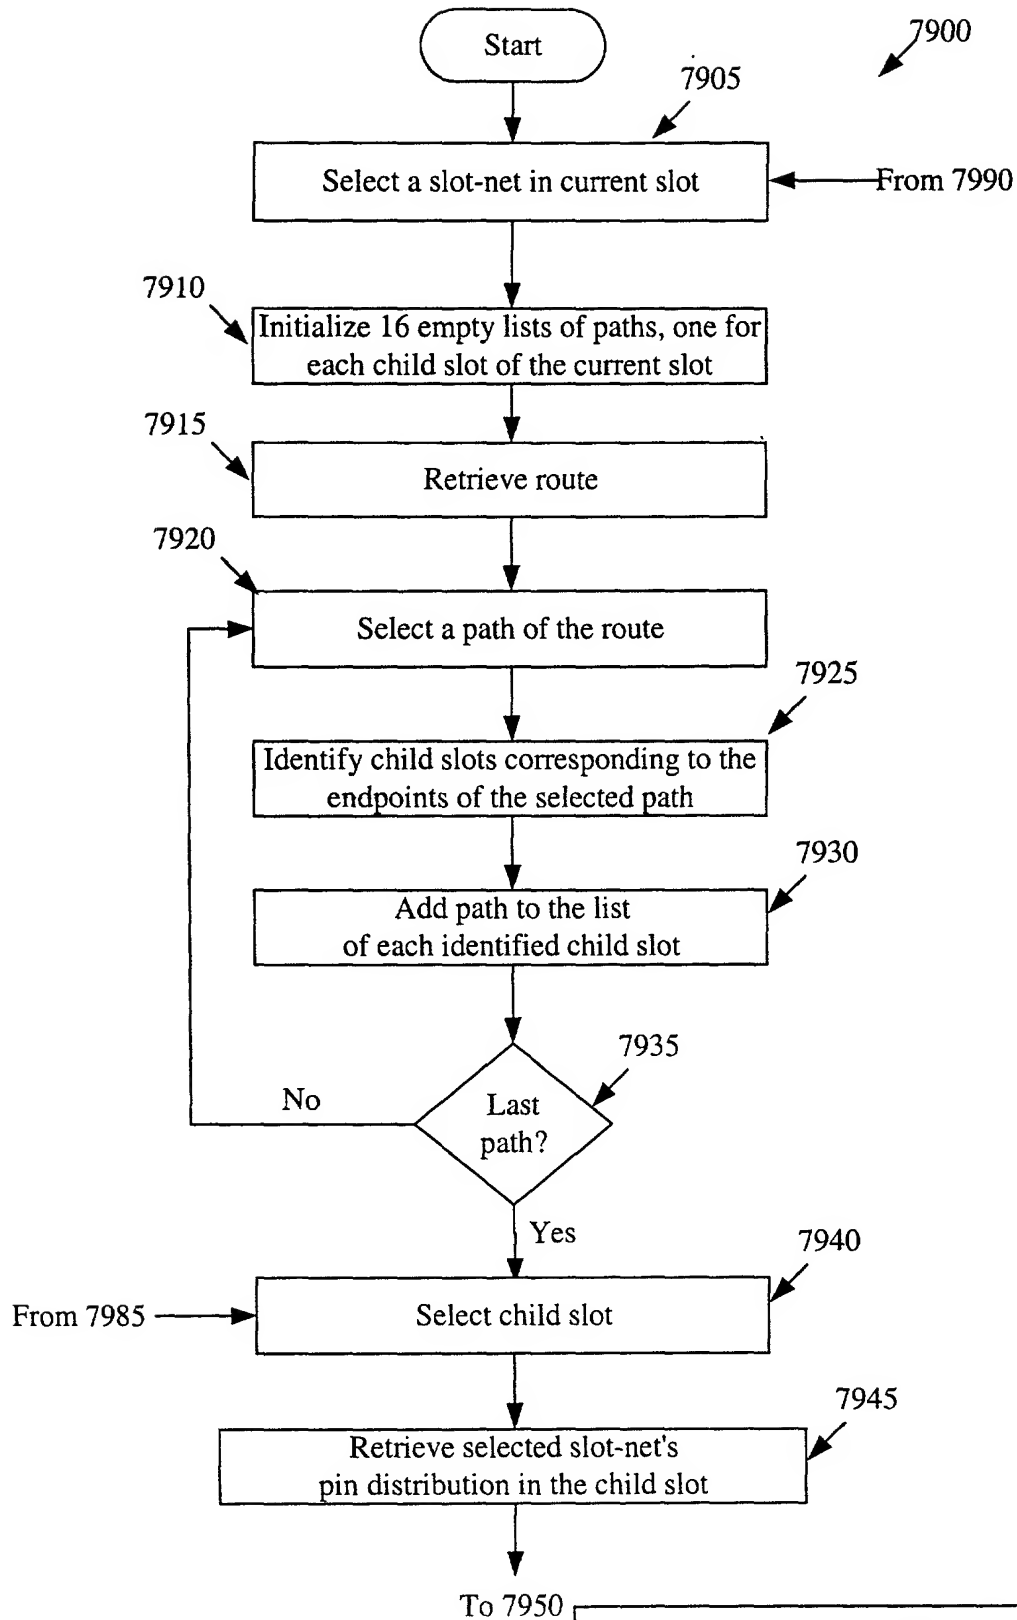 Start
7900
7905
Select a slot-net in current slot
From 7990
7910
Initialize 16 empty lists of paths, one for
each child slot of the current slot
7915
Retrieve route
7920
Select a path of the route
7925
Identify child slots corresponding to the
endpoints of the selected path
7930
Add path to the list
of each identified child slot
7935
Last
path?
No
Yes
7940
From 7985
Select child slot
7945
Retrieve selected slot-net's
pin distribution in the child slot
To 7950